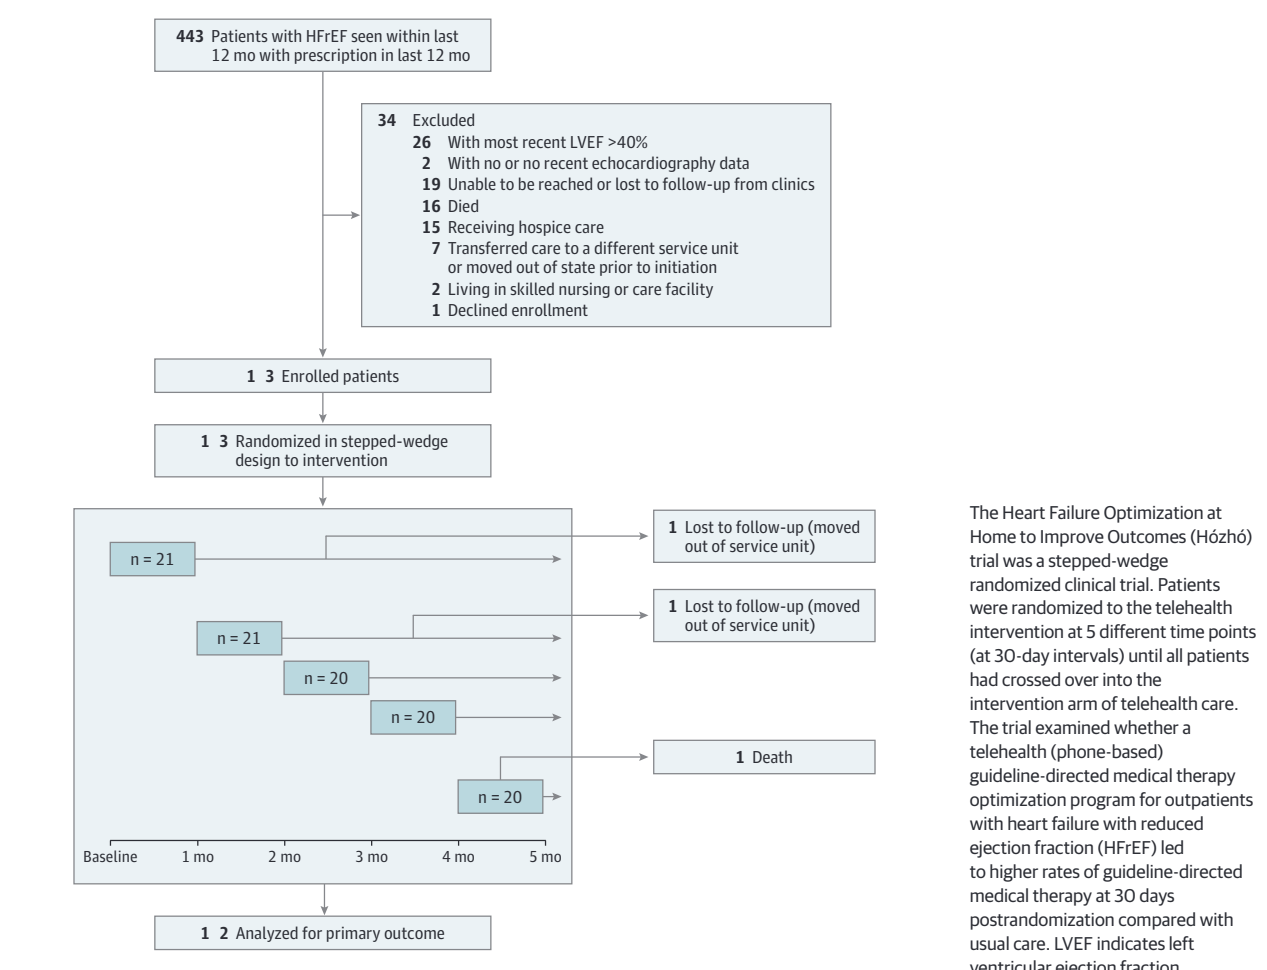 443 Patients with HFrEF seen within last
12 mo with prescription in last 12 mo
34 Excluded
26 With most recent LVEF >40%
2 With no or no recent echocardiography data
19 Unable to be reached or lost to follow-up from clinics
16 Died
15 Receiving hospice care
7 Transferred care to a different service unit
or moved out of state prior to initiation
2 Living in skilled nursing or care facility
1 Declined enrollment
1 3 Enrolled patients
1 3 Randomized in stepped-wedge
design to intervention
n = 21
1 Lost to follow-up (moved
out of service unit)
n = 21
1 Lost to follow-up (moved
out of service unit)
n = 20
n = 20
1 Death
n = 20
Baseline 1 mo 2 mo 3 mo 4 mo 5 mo
1 2 Analyzed for primary outcome
The Heart Failure Optimization at
Home to Improve Outcomes (Hózhó)
trial was a stepped-wedge
randomized clinical trial. Patients
were randomized to the telehealth
intervention at 5 different time points
(at 30-day intervals) until all patients
had crossed over into the
intervention arm of telehealth care.
The trial examined whether a
telehealth (phone-based)
guideline-directed medical therapy
optimization program for outpatients
with heart failure with reduced
ejection fraction (HFrEF) led
to higher rates of guideline-directed
medical therapy at 30 days
postrandomization compared with
usual care. LVEF indicates left
ventricular ejection fraction